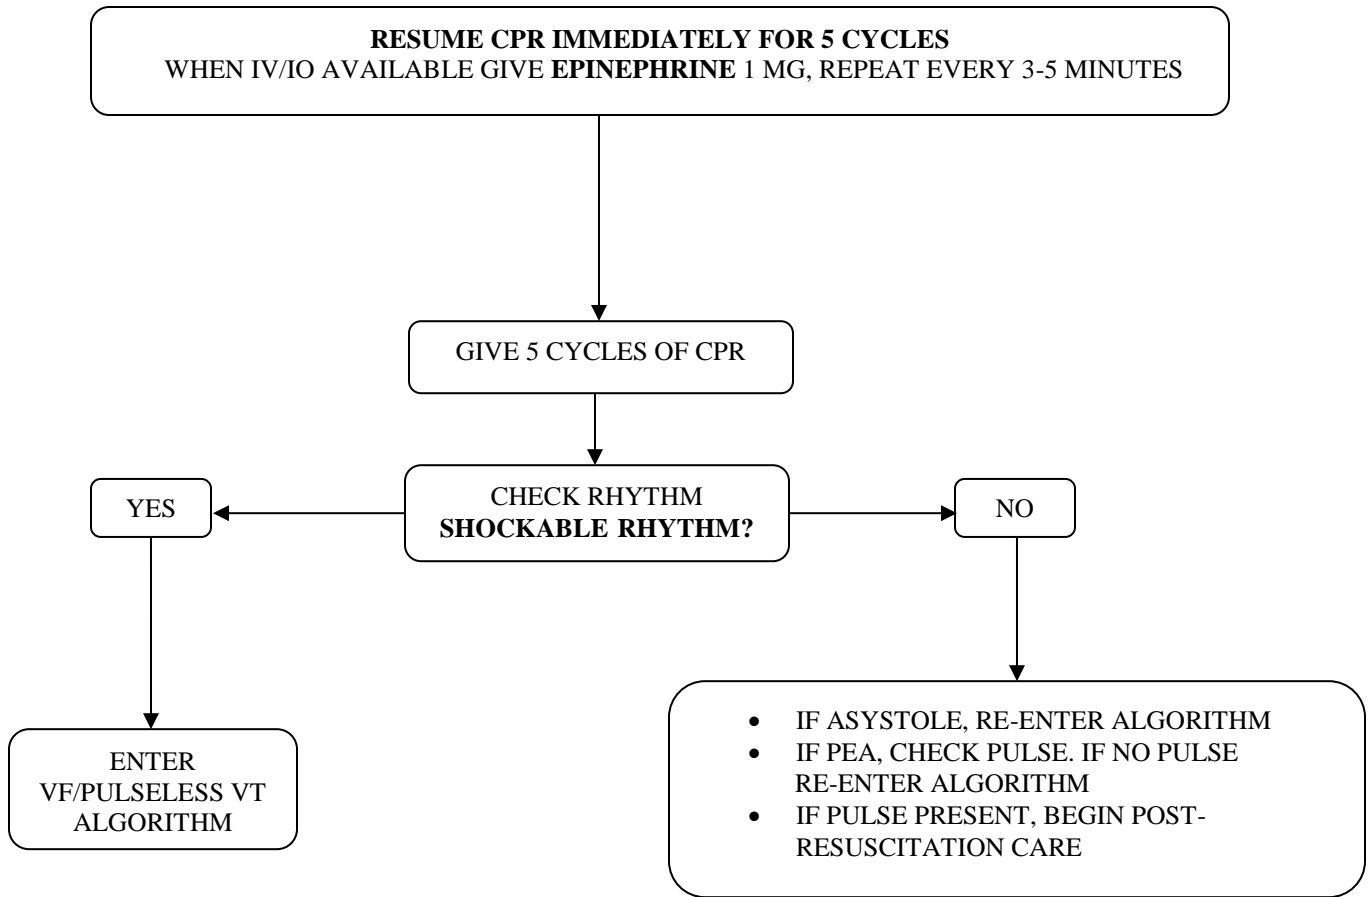 RESUME CPR IMMEDIATELY FOR 5 CYCLES
WHEN IV/IO AVAILABLE GIVE EPINEPHRINE 1 MG, REPEAT EVERY 3-5 MINUTES
GIVE 5 CYCLES OF CPR
YES
CHECK RHYTHM
SHOCKABLE RHYTHM?
NO
ENTER
VF/PULSELESS VT
ALGORITHM
• IF ASYSTOLE, RE-ENTER ALGORITHM
• IF PEA, CHECK PULSE. IF NO PULSE
RE-ENTER ALGORITHM
• IF PULSE PRESENT, BEGIN POST-
RESUSCITATION CARE